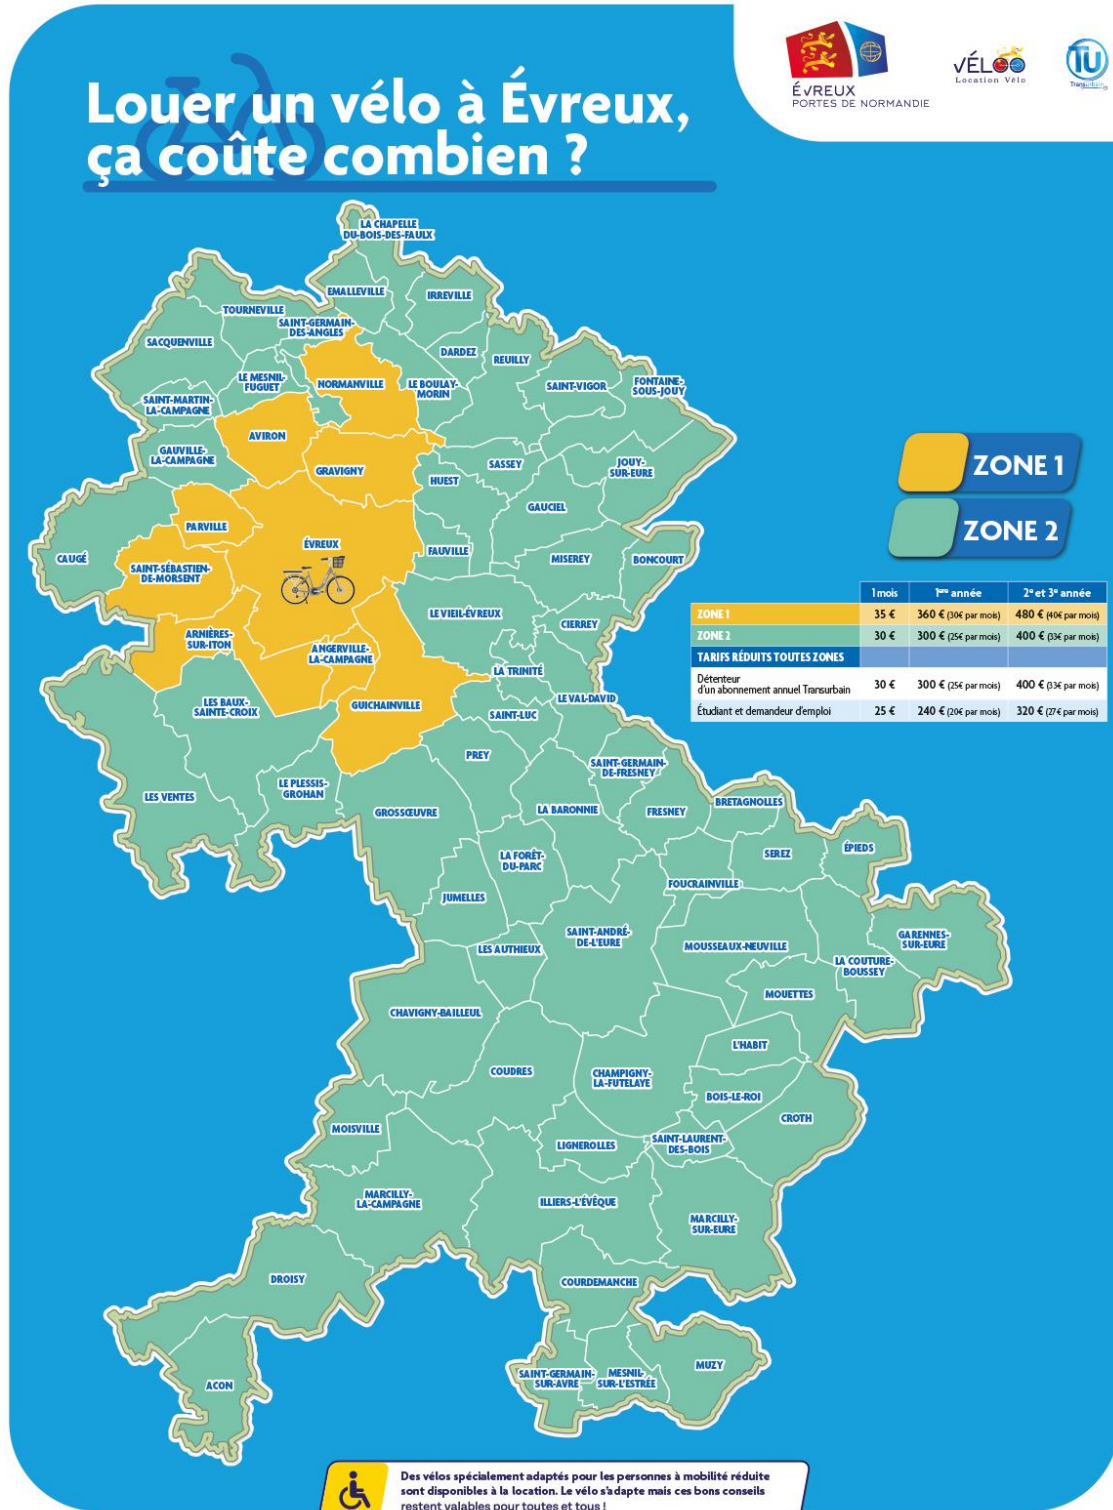 Louer un vélo à Évreux,
ça coûte combien ?
ÉVREUX
PORTES DE NORMANDIE
VÉLOO
Location Vélo
TU
Transurbain
LA CHAPELLE
DU-BOIS-DES-FAULX
EMALLEVILLE
IRREVILLE
TOURNEVILLE
SAINT-GERMAIN-
DES-ANGLES
SACQUENVILLE
DARDEZ
REUILLY
LE MESNIL-
FUGUET
NORMANVILLE
LE BOULAY-
MORIN
SAINT-VIGOR
FONTAINE-
SOUS-JOUY
SAINT-MARTIN-
LA-CAMPAGNE
AVIRON
GAUVILLE-
LA-CAMPAGNE
GRAVIGNY
SASSEY
JOUY-
SUR-EURE
HUEST
GAUCIEL
PARVILLE
ÉVREUX
FAUVILLE
MISEREY
BONCOURT
CAUGÉ
SAINT-SÉBASTIEN-
DE-MORSENT
LE VIEIL-ÉVREUX
CIERREY
ARNIÈRES-
SUR-ITON
ANGERVILLE-
LA-CAMPAGNE
LA TRINITÉ
LE VAL-DAVID
LES BAUX-
SAINTE-CROIX
GUICHAINVILLE
SAINT-LUC
PREY
SAINT-GERMAIN-
DE-FRESNEY
LES VENTES
LE PLESSIS-
GROHAN
GROSSŒUVRE
LA BARONNIE
FRESNEY
BRETAGNOLLES
LA FORÊT-
DU-PARC
SEREZ
ÉPIEDS
JUMELLES
FOUCRAINVILLE
LES AUTHIEUX
SAINT-ANDRÉ-
DE-L'EURE
MOUSSEAUX-NEUVILLE
GARENNES-
SUR-EURE
LA COUTURE-
BOUSSEY
MOUETTES
CHAVIGNY-BAILLEUL
L'HABIT
COUDRES
CHAMPIGNY-
LA-FUTELAYE
BOIS-LE-ROI
CROTH
MOISVILLE
LIGNEROLLES
SAINT-LAURENT-
DES-BOIS
MARCILLY-
LA-CAMPAGNE
ILLIERS-L'ÉVÊQUE
MARCILLY-
SUR-EURE
DROISY
COURDEMANCHE
ACON
SAINT-GERMAIN-
SUR-AVRE
MESNIL-
SUR-L'ESTRÉE
MUZY
ZONE 1
ZONE 2
1 mois 1ère année 2e et 3e année
ZONE 1 35 € 360 € (30€ par mois) 480 € (40€ par mois)
ZONE 2 30 € 300 € (25€ par mois) 400 € (33€ par mois)
TARIFS RÉDUITS TOUTES ZONES
Détenteur
d'un abonnement annuel Transurbain 30 € 300 € (25€ par mois) 400 € (33€ par mois)
Étudiant et demandeur d'emploi 25 € 240 € (20€ par mois) 320 € (27€ par mois)
Des vélos spécialement adaptés pour les personnes à mobilité réduite
sont disponibles à la location. Le vélo s'adapte mais ces bons conseils
restent valables pour toutes et tous !